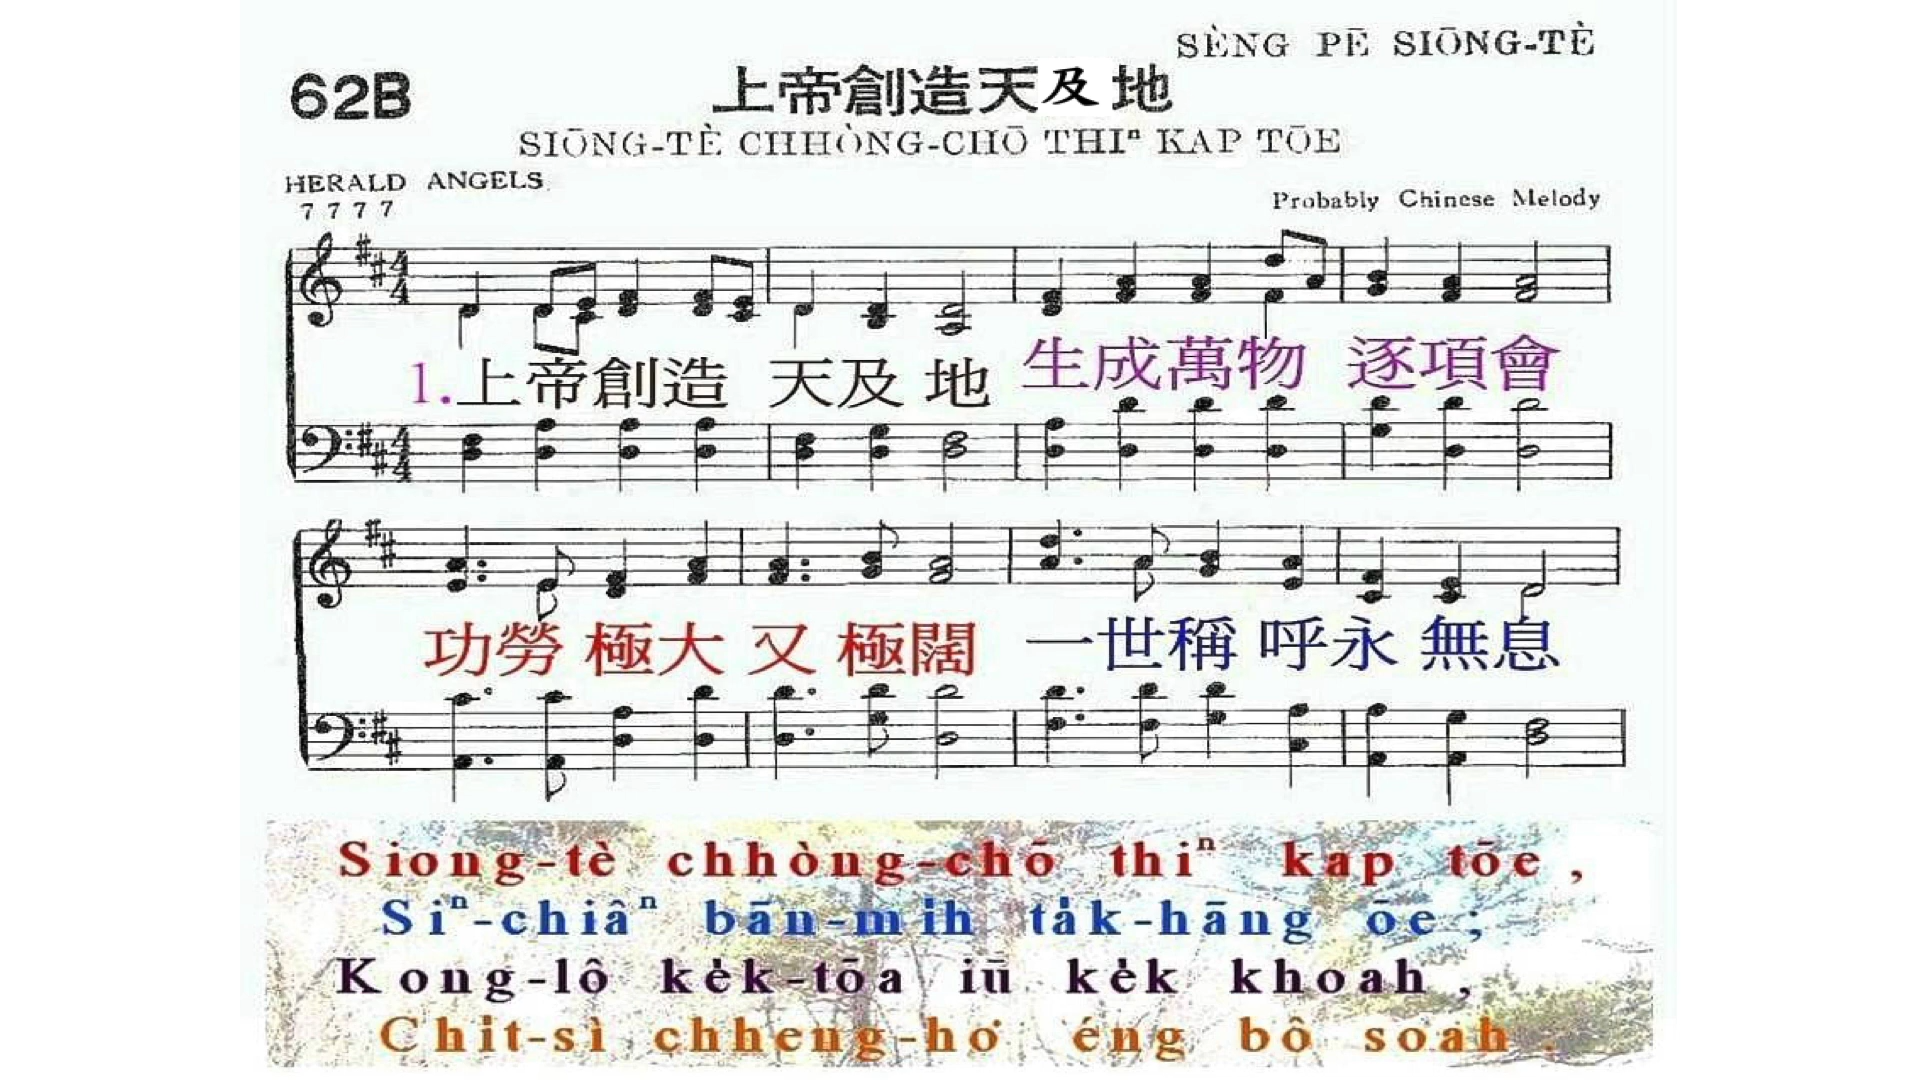 SÈNG PĒ SIŌNG-TÈ
62B
上帝創造天及地
SIŌNG-TÈ CHHÒNG-CHŌ THIⁿ KAP TŌE
HERALD ANGELS
7 7 7 7
Probably Chinese Melody
1.上帝創造 天及 地 生成萬物 逐項會
功勞 極大 又 極闊 一世稱 呼永 無息
Siong-tè chhòng-chō thiⁿ kap tōe ,
Siⁿ-chiâⁿ bān-mih ta̍k-hāng ōe ;
Kong-lô ke̍k-tōa iū ke̍k khoah ,
Chi̍t-sì chheng-ho͘ éng bô soah .